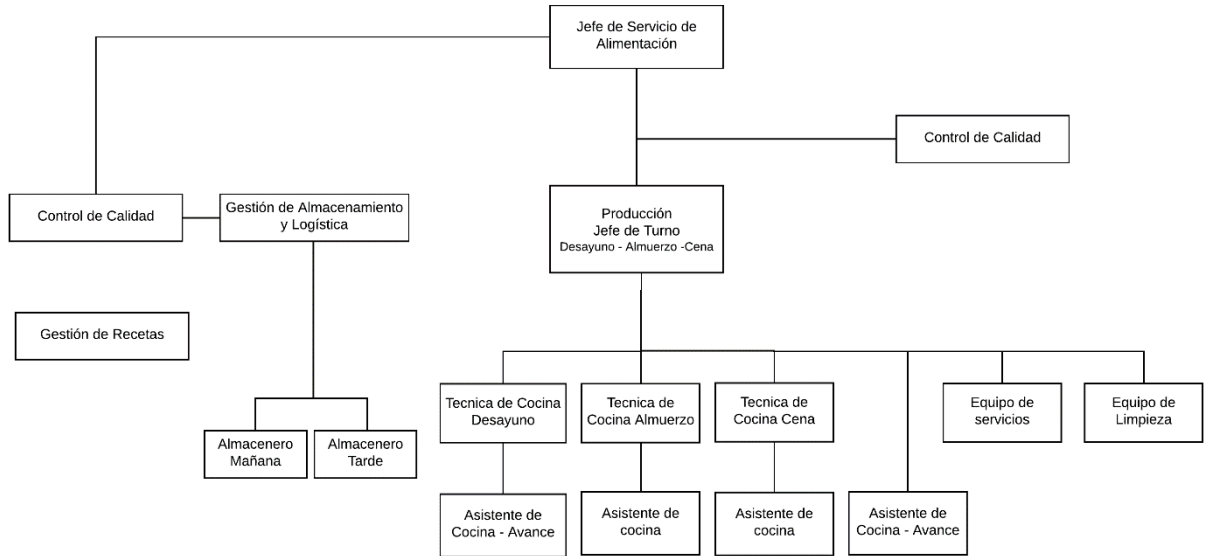 Jefe de Servicio de
Alimentación
Control de Calidad
Control de Calidad
Gestión de Almacenamiento
y Logística
Producción
Jefe de Turno
Desayuno - Almuerzo -Cena
Gestión de Recetas
Tecnica de Cocina
Desayuno
Tecnica de
Cocina Almuerzo
Tecnica de
Cocina Cena
Equipo de
servicios
Equipo de
Limpieza
Almacenero
Mañana
Almacenero
Tarde
Asistente de
Cocina - Avance
Asistente de
cocina
Asistente de
cocina
Asistente de
Cocina - Avance